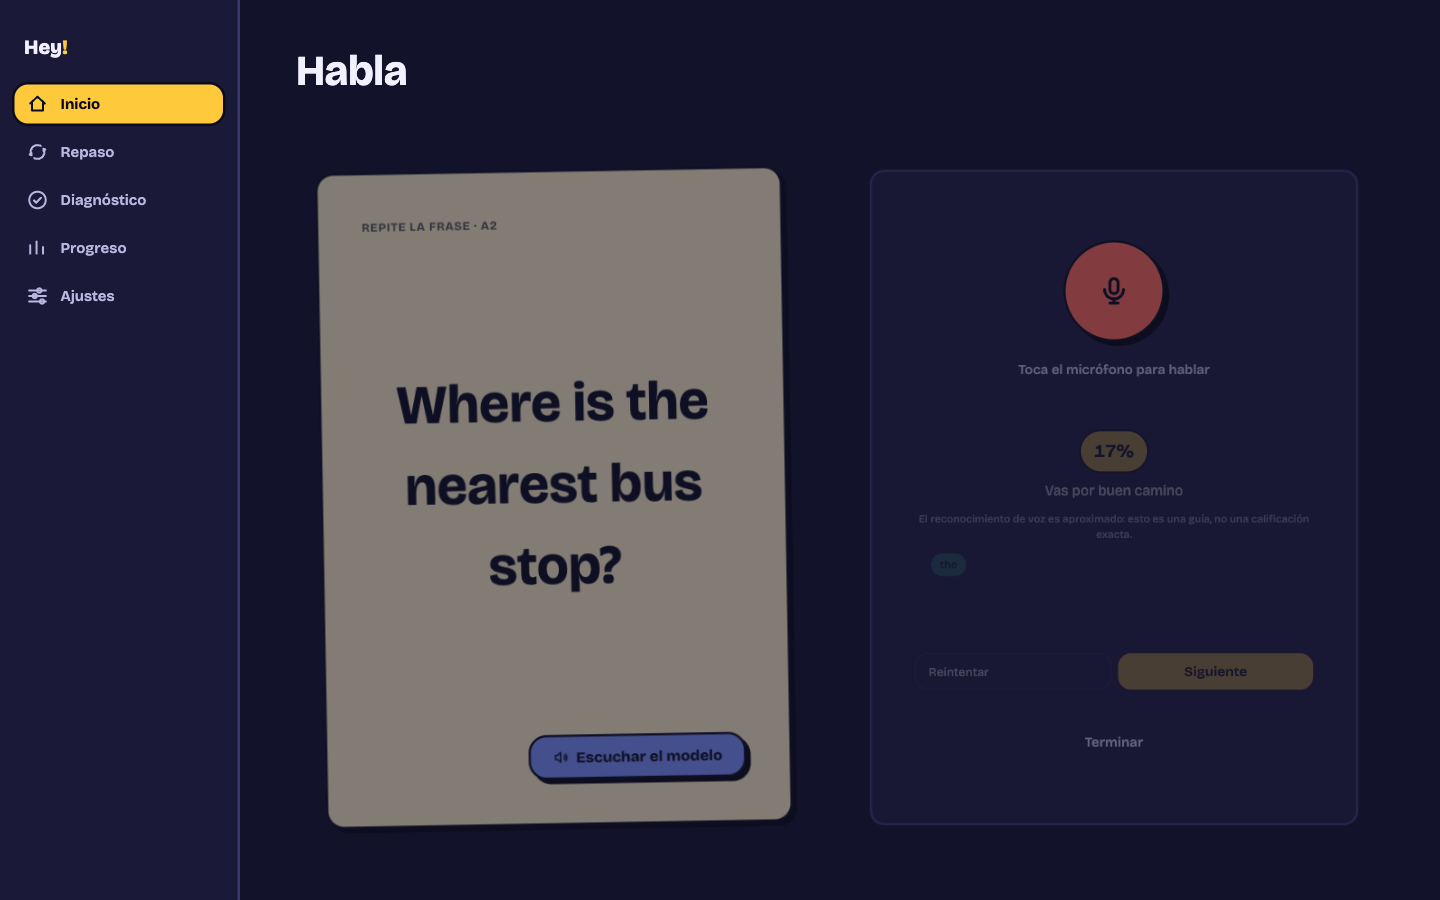 Hey!
Inicio
Repaso
Diagnóstico
Progreso
Ajustes
Habla
REPITE LA FRASE · A2
Where is the
nearest bus
stop?
Escuchar el modelo
Toca el micrófono para hablar
17%
Vas por buen camino
El reconocimiento de voz es aproximado: esto es una guía, no una calificación
exacta.
the
Reintentar
Siguiente
Terminar